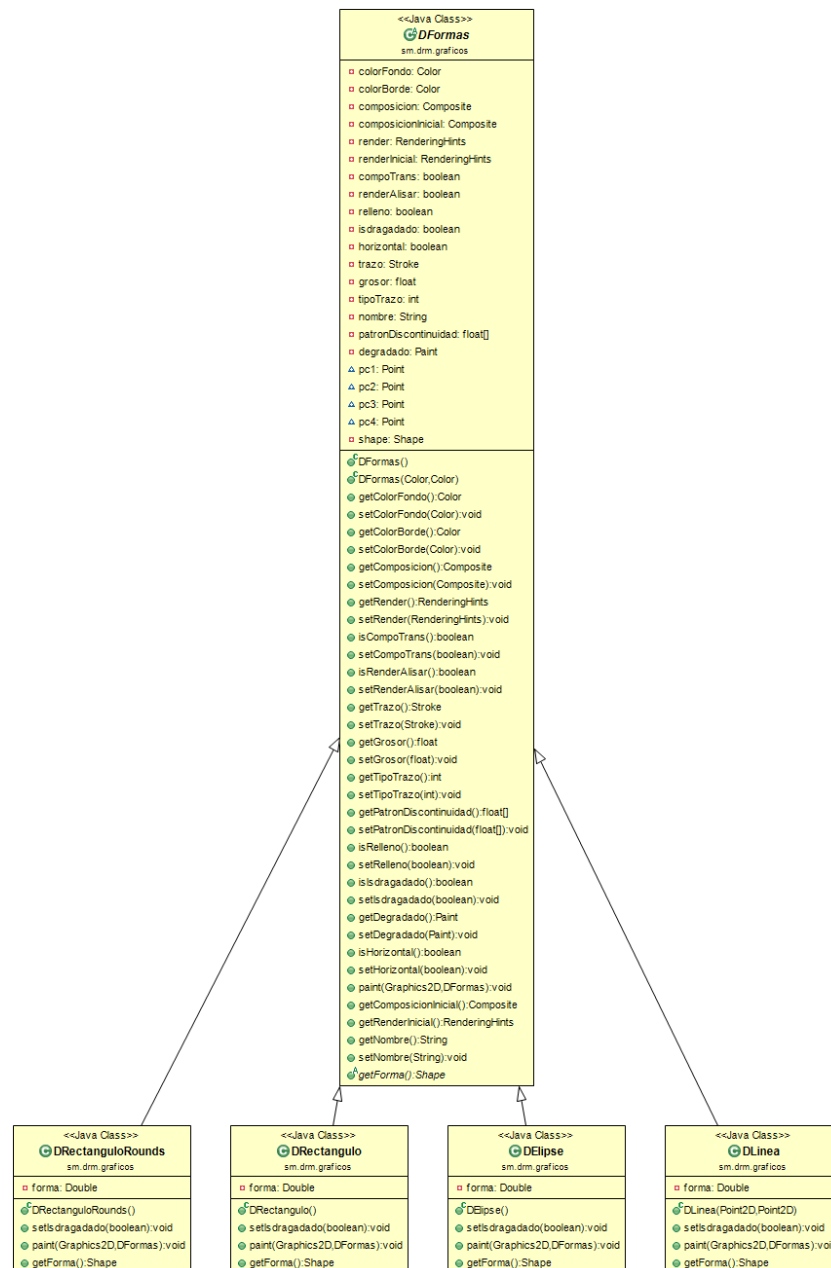 <<Java Class>>
DFormas
sm.drm.graficos
colorFondo: Color
colorBorde: Color
composicion: Composite
composicionInicial: Composite
render: RenderingHints
renderInicial: RenderingHints
compoTrans: boolean
renderAlisar: boolean
relleno: boolean
isdragadado: boolean
horizontal: boolean
trazo: Stroke
grosor: float
tipoTrazo: int
nombre: String
patronDiscontinuidad: float[]
degradado: Paint
pc1: Point
pc2: Point
pc3: Point
pc4: Point
shape: Shape
DFormas()
DFormas(Color,Color)
getColorFondo():Color
setColorFondo(Color):void
getColorBorde():Color
setColorBorde(Color):void
getComposicion():Composite
setComposicion(Composite):void
getRender():RenderingHints
setRender(RenderingHints):void
isCompoTrans():boolean
setCompoTrans(boolean):void
isRenderAlisar():boolean
setRenderAlisar(boolean):void
getTrazo():Stroke
setTrazo(Stroke):void
getGrosor():float
setGrosor(float):void
getTipoTrazo():int
setTipoTrazo(int):void
getPatronDiscontinuidad():float[]
setPatronDiscontinuidad(float[]):void
isRelleno():boolean
setRelleno(boolean):void
isIsdragadado():boolean
setIsdragadado(boolean):void
getDegradado():Paint
setDegradado(Paint):void
isHorizontal():boolean
setHorizontal(boolean):void
paint(Graphics2D,DFormas):void
getComposicionInicial():Composite
getRenderInicial():RenderingHints
getNombre():String
setNombre(String):void
getForma():Shape
<<Java Class>>
DRectanguloRounds
sm.drm.graficos
forma: Double
DRectanguloRounds()
setIsdragadado(boolean):void
paint(Graphics2D,DFormas):void
getForma():Shape
<<Java Class>>
DRectangulo
sm.drm.graficos
forma: Double
DRectangulo()
setIsdragadado(boolean):void
paint(Graphics2D,DFormas):void
getForma():Shape
<<Java Class>>
DElipse
sm.drm.graficos
forma: Double
DElipse()
setIsdragadado(boolean):void
paint(Graphics2D,DFormas):void
getForma():Shape
<<Java Class>>
DLinea
sm.drm.graficos
forma: Double
DLinea(Point2D,Point2D)
setIsdragadado(boolean):void
paint(Graphics2D,DFormas):voi
getForma():Shape